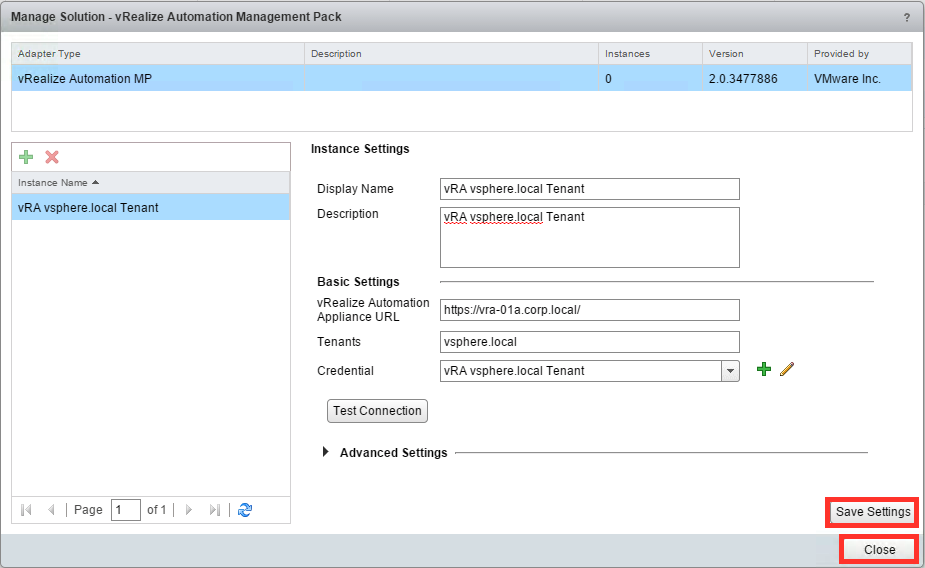 Manage Solution - vRealize Automation Management Pack ?
Adapter Type Description Instances Version Provided by
vRealize Automation MP 0 2.0.3477886 VMware Inc.
Instance Name
vRA vsphere.local Tenant
Instance Settings
Display Name vRA vsphere.local Tenant
Description vRA vsphere.local Tenant
Basic Settings
vRealize Automation
Appliance URL https://vra-01a.corp.local/
Tenants vsphere.local
Credential vRA vsphere.local Tenant
Test Connection
Advanced Settings
Page 1 of 1
Save Settings
Close